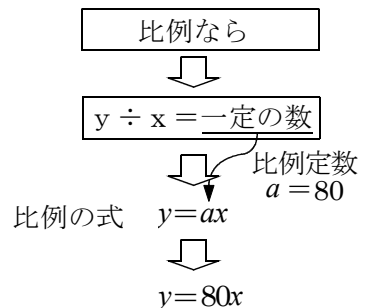 比例なら
y ÷ x ＝一定の数
比例定数
a ＝80
比例の式 y＝ax
y＝80x